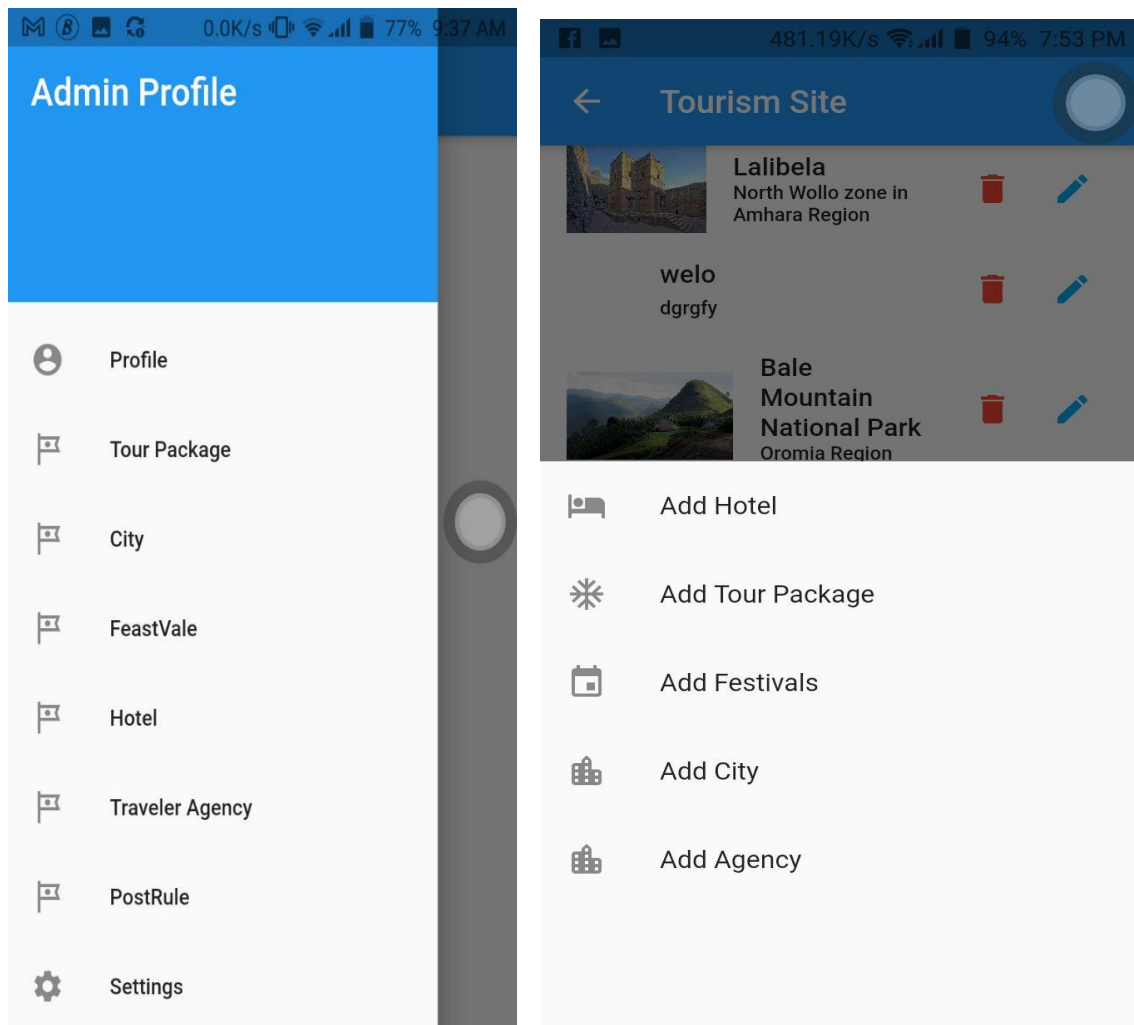 0.0K/s 77% 9:37 AM
Admin Profile
Profile
Tour Package
City
FeastVale
Hotel
Traveler Agency
PostRule
Settings
481.19K/s 94% 7:53 PM
Tourism Site
Lalibela
North Wollo zone in
Amhara Region
welo
dgrgfy
Bale
Mountain
National Park
Oromia Region
Add Hotel
Add Tour Package
Add Festivals
Add City
Add Agency